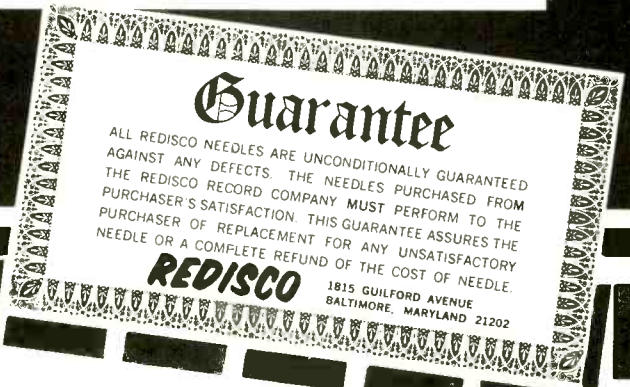 Guarantee
ALL REDISCO NEEDLES ARE UNCONDITIONALLY GUARANTEED
AGAINST ANY DEFECTS. THE NEEDLES PURCHASED FROM
THE REDISCO RECORD COMPANY MUST PERFORM TO THE
PURCHASER'S SATISFACTION. THIS GUARANTEE ASSURES THE
PURCHASER OF REPLACEMENT FOR ANY UNSATISFACTORY
NEEDLE OR A COMPLETE REFUND OF THE COST OF NEEDLE.
REDISCO
1815 GUILFORD AVENUE
BALTIMORE, MARYLAND 21202